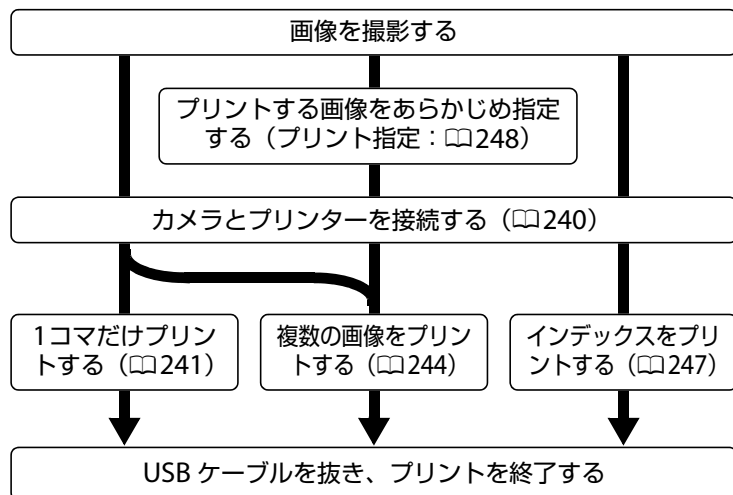 画像を撮影する
プリントする画像をあらかじめ指定
する（プリント指定：📖248）
カメラとプリンターを接続する（📖240）
1コマだけプリン
トする（📖241）
複数の画像をプリン
トする（📖244）
インデックスをプリ
ントする（📖247）
USB ケーブルを抜き、プリントを終了する